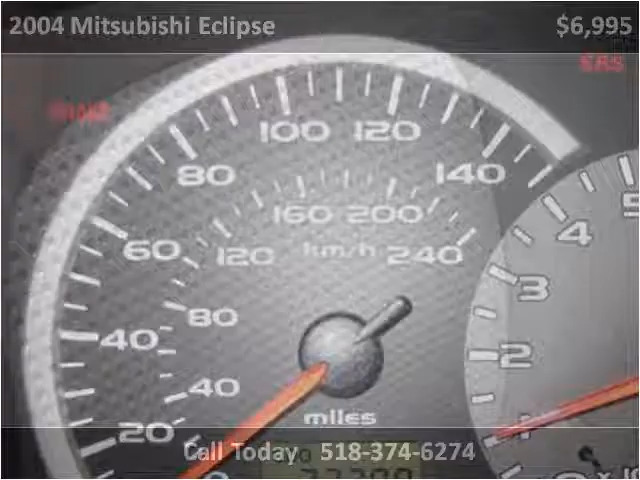 2004 Mitsubishi Eclipse $6,995
100 120
80 140
160 200
60 120 km/h 240
4
3
80
40
2
40
miles
1
20
Call Today 518-374-6274